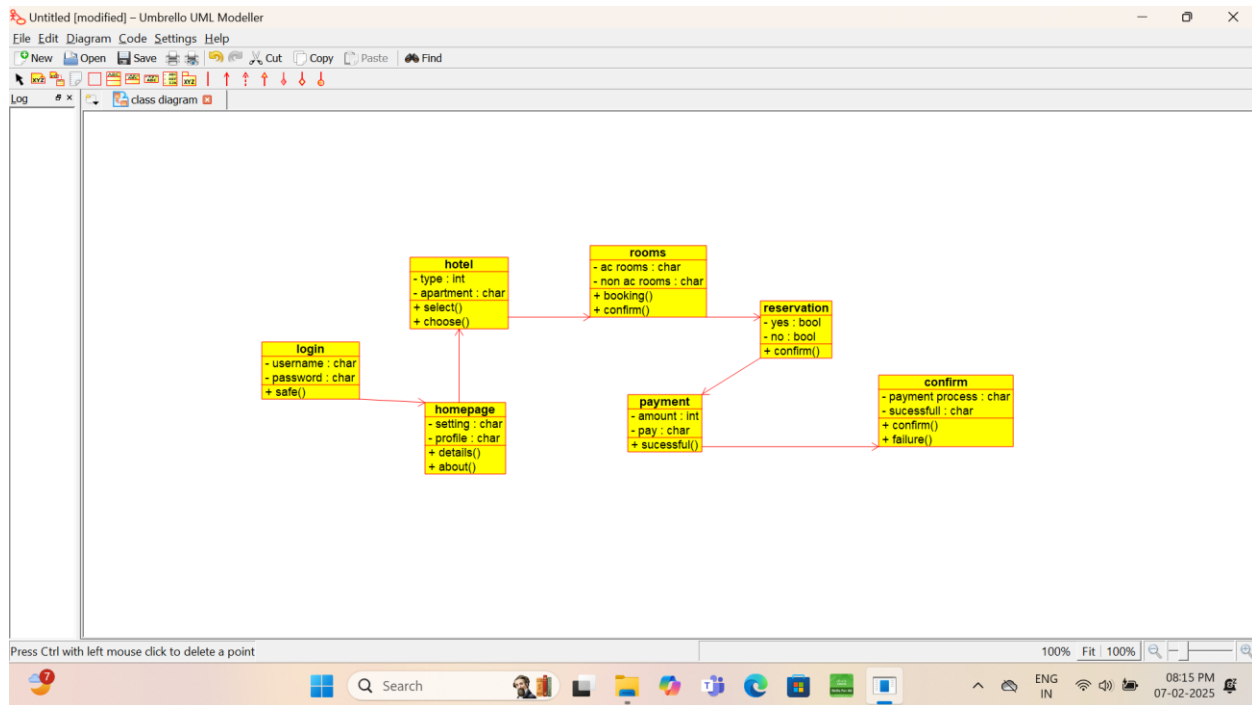 Untitled [modified] – Umbrello UML Modeller
File Edit Diagram Code Settings Help
New Open Save Cut Copy Paste Find
Log class diagram
rooms
- ac rooms : char
- non ac rooms : char
+ booking()
+ confirm()
hotel
- type : int
- apartment : char
+ select()
+ choose()
reservation
- yes : bool
- no : bool
+ confirm()
login
- username : char
- password : char
+ safe()
confirm
- payment process : char
- sucessfull : char
+ confirm()
+ failure()
payment
- amount : int
- pay : char
+ sucessful()
homepage
- setting : char
- profile : char
+ details()
+ about()
Press Ctrl with left mouse click to delete a point
100% Fit 100%
7
Search
ENG
IN
08:15 PM
07-02-2025